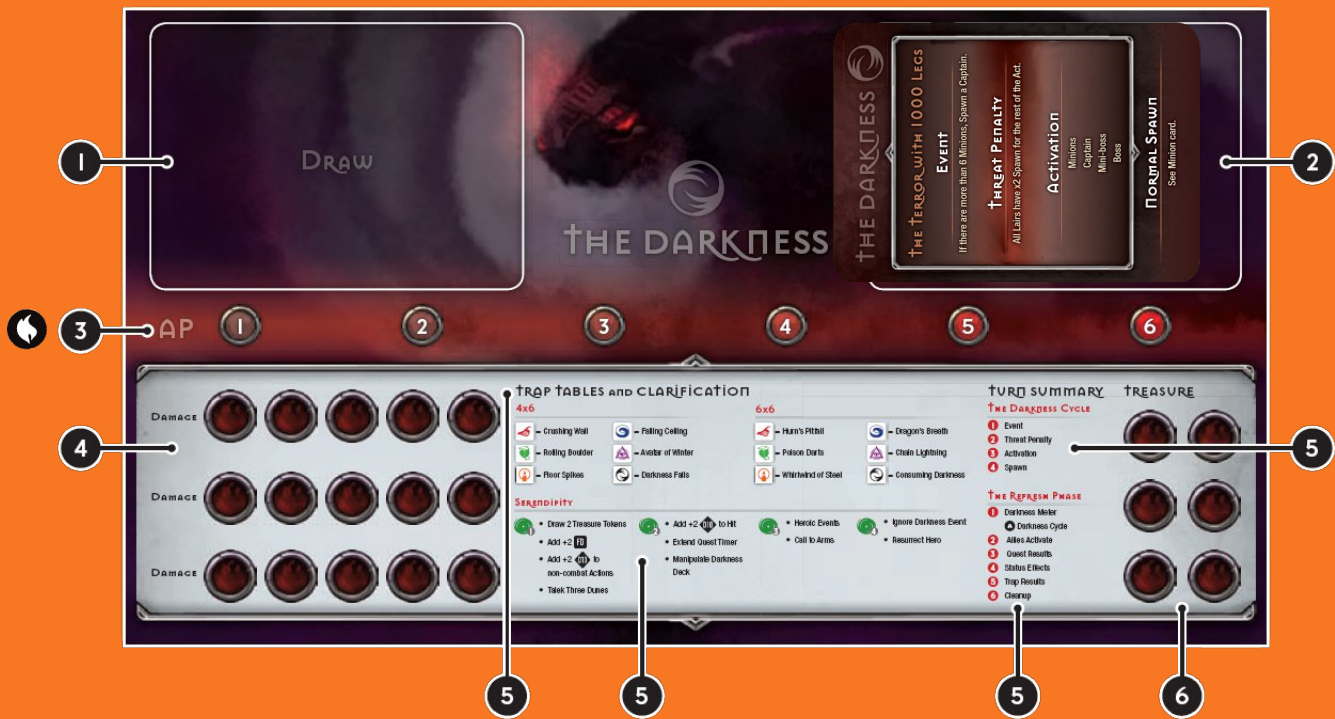 DRAW
THE DARKNESS
THE DARKNESS
THE TERROR WITH 1000 LEGS
EVENT
If there are more than 6 Minions, Spawn a Captain.
THREAT PENALTY
All Lairs have x2 Spawn for the rest of the Act.
ACTIVATION
Minions
Captain
Mini-boss
Boss
NORMAL SPAWN
See Minion card.
1
2
3
AP
1
2
3
4
5
6
4
DAMAGE
DAMAGE
DAMAGE
TRAP TABLES AND CLARIFICATION
4x6
– Crushing Wall
– Rolling Boulder
– Floor Spikes
– Falling Ceiling
– Avatar of Winter
– Darkness Falls
6x6
– Hurn's Pitfall
– Poison Darts
– Whirlwind of Steel
– Dragon's Breath
– Chain Lightning
– Consuming Darkness
SERENDIPITY
1
• Draw 2 Treasure Tokens
• Add +2 FD
• Add +2 D10 to
non-combat Actions
• Talek Three Dunes
2
• Add +2 D10 to Hit
• Extend Quest Timer
• Manipulate Darkness
Deck
3
• Heroic Events
• Call to Arms
4
• Ignore Darkness Event
• Resurrect Hero
TURN SUMMARY
THE DARKNESS CYCLE
1 Event
2 Threat Penalty
3 Activation
4 Spawn
THE REFRESH PHASE
1 Darkness Meter
A Darkness Cycle
2 Allies Activate
3 Quest Results
4 Status Effects
5 Trap Results
6 Cleanup
TREASURE
5
5
5
5
6